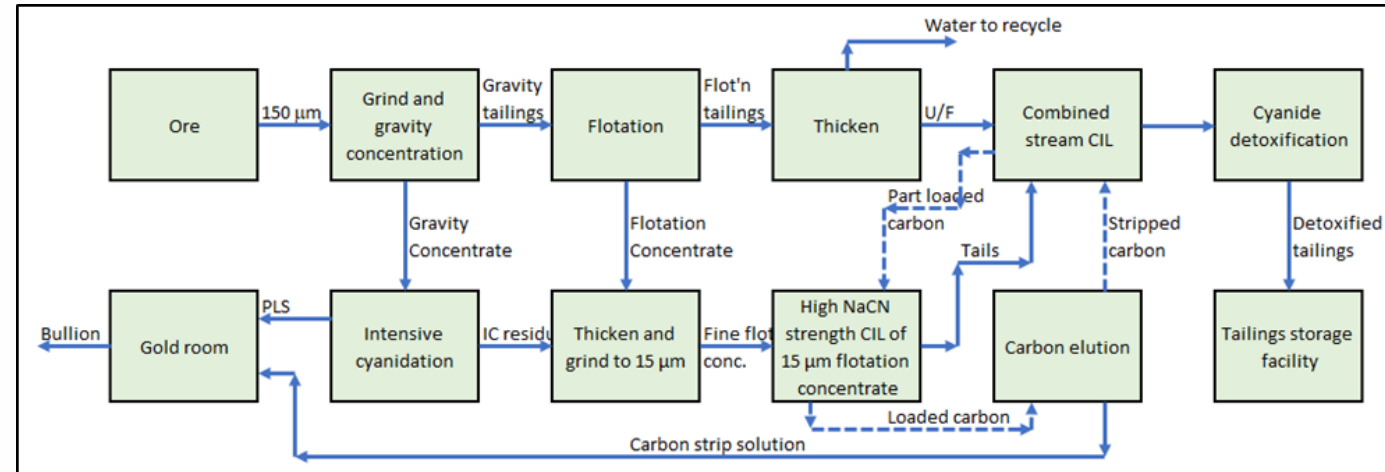 Water to recycle
Ore
150 µm
Grind and
gravity
concentration
Gravity
tailings
Flotation
Flot'n
tailings
Thicken
U/F
Combined
stream CIL
Cyanide
detoxification
Gravity
Concentrate
Flotation
Concentrate
Part loaded
carbon
Tails
Stripped
carbon
Detoxified
tailings
Bullion
Gold room
PLS
Intensive
cyanidation
IC residu
Thicken and
grind to 15 µm
Fine flot
conc.
High NaCN
strength CIL of
15 µm flotation
concentrate
Carbon elution
Tailings storage
facility
Loaded carbon
Carbon strip solution